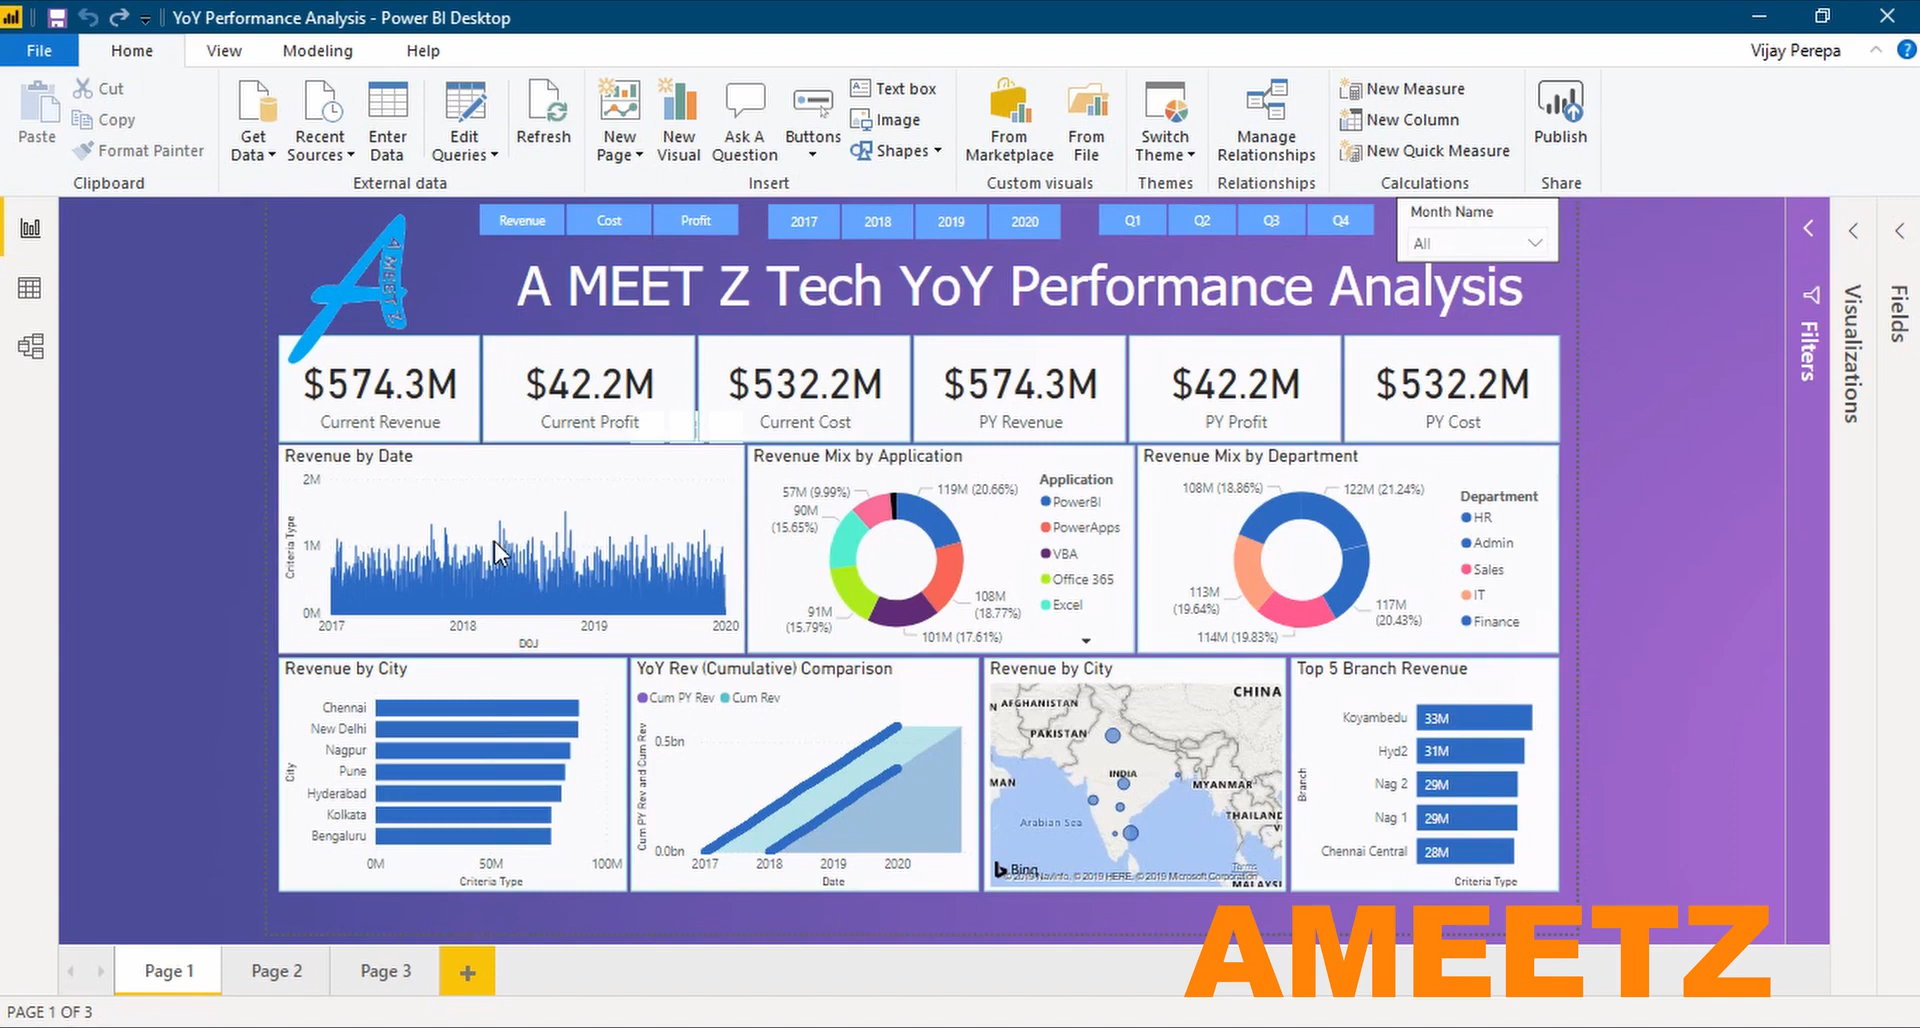 YoY Performance Analysis - Power BI Desktop
File Home View Modeling Help Vijay Perepa
Paste
Cut
Copy
Format Painter
Clipboard
Get Data
Recent Sources
Enter Data
Edit Queries
Refresh
External data
New Page
New Visual
Ask A Question
Buttons
Text box
Image
Shapes
Insert
From Marketplace
From File
Custom visuals
Switch Theme
Themes
Manage Relationships
Relationships
New Measure
New Column
New Quick Measure
Calculations
Publish
Share
Revenue Cost Profit 2017 2018 2019 2020 Q1 Q2 Q3 Q4
Month Name
All
A MEET Z
A MEET Z Tech YoY Performance Analysis
$574.3M
Current Revenue
$42.2M
Current Profit
$532.2M
Current Cost
$574.3M
PY Revenue
$42.2M
PY Profit
$532.2M
PY Cost
Revenue by Date
Criteria Type
2M
1M
0M
2017 2018 2019 2020
DOJ
Revenue Mix by Application
57M (9.99%)
119M (20.66%)
90M
(15.65%)
91M
(15.79%)
108M
(18.77%)
101M (17.61%)
Application
PowerBI
PowerApps
VBA
Office 365
Excel
Revenue Mix by Department
108M (18.86%)
122M (21.24%)
113M
(19.64%)
117M
(20.43%)
114M (19.83%)
Department
HR
Admin
Sales
IT
Finance
Revenue by City
City
Chennai
New Delhi
Nagpur
Pune
Hyderabad
Kolkata
Bengaluru
0M 50M 100M
Criteria Type
YoY Rev (Cumulative) Comparison
Cum PY Rev Cum Rev
Cum PY Rev and Cum Rev
0.5bn
0.0bn
2017 2018 2019 2020
Date
Revenue by City
CHINA
AFGHANISTAN
PAKISTAN
INDIA
MAN
MYANMAR
Arabian Sea
THAILAND
Bing
Terms
© 2019 NavInfo, © 2019 HERE, © 2019 Microsoft Corporation
MALAYSI
Top 5 Branch Revenue
Branch
Koyambedu 33M
Hyd2 31M
Nag 2 29M
Nag 1 29M
Chennai Central 28M
Criteria Type
Filters
Visualizations
Fields
AMEETZ
Page 1 Page 2 Page 3 +
PAGE 1 OF 3